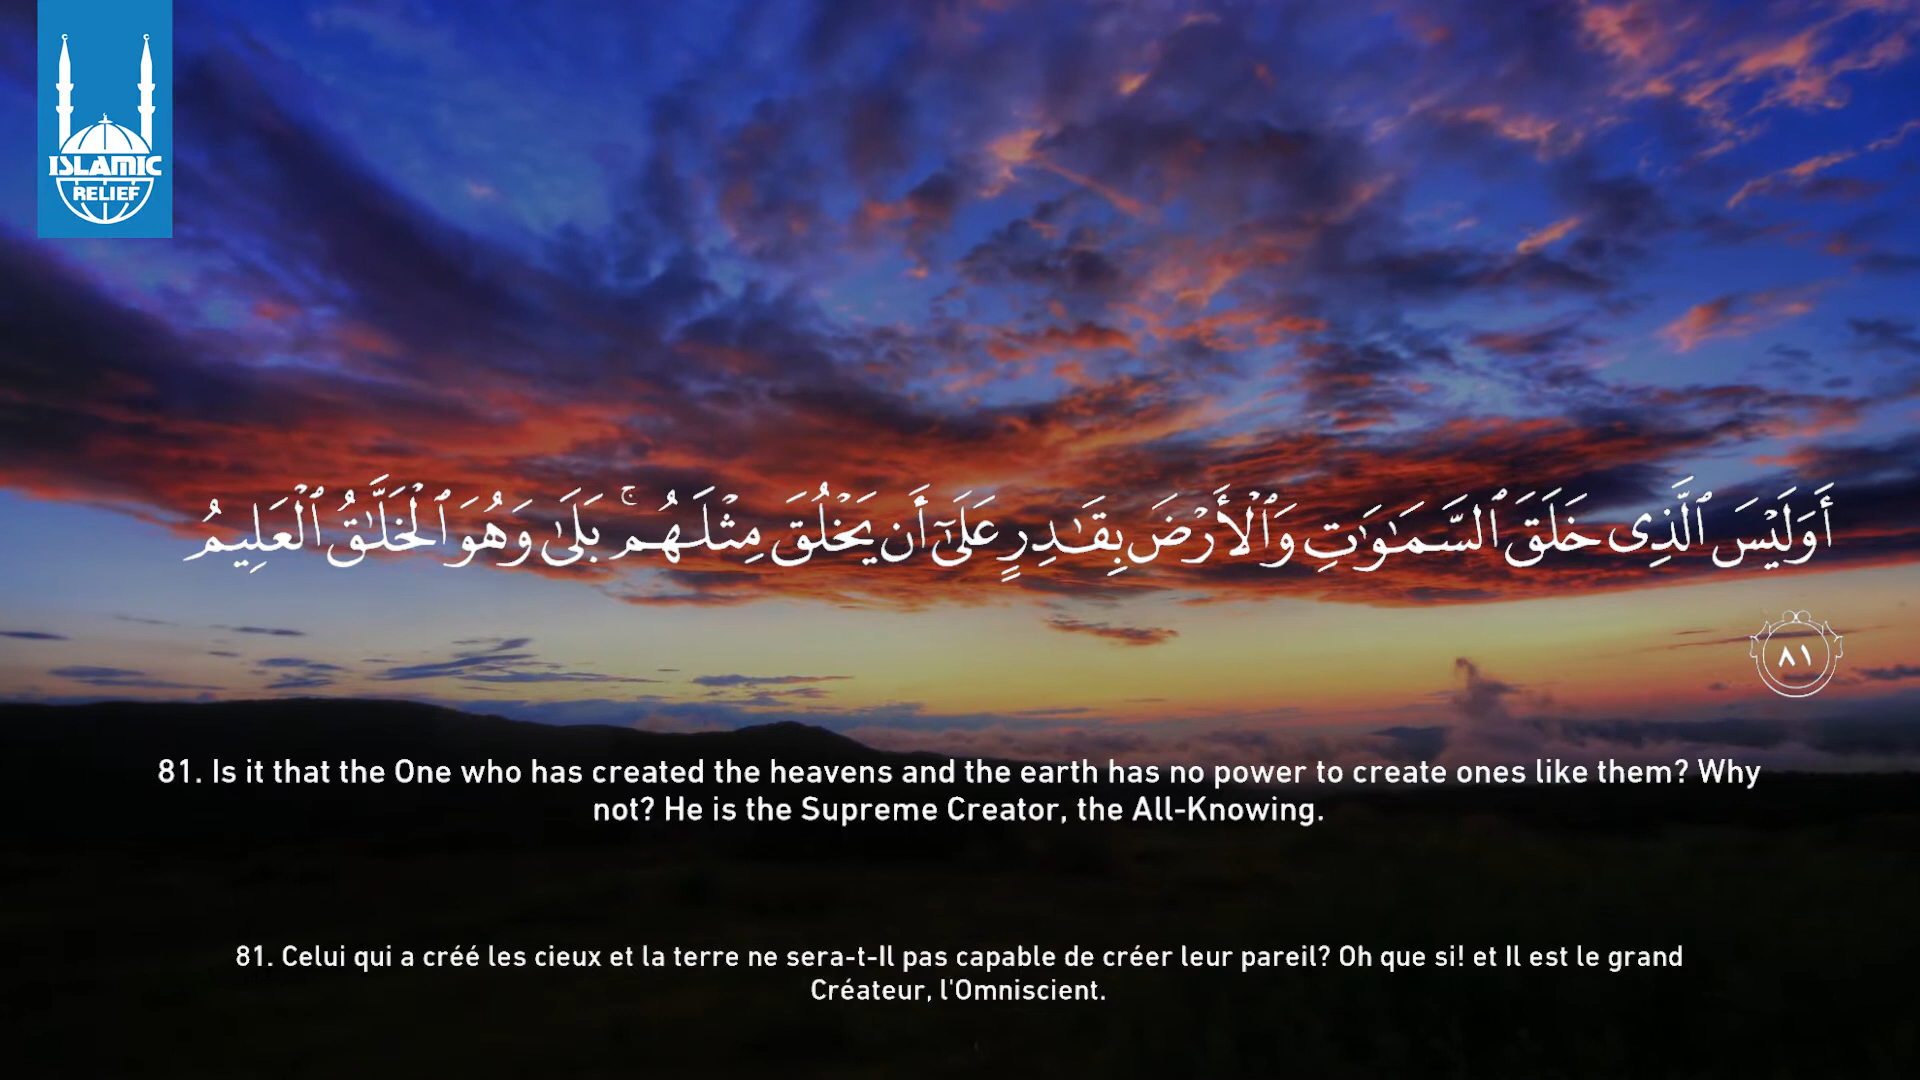 ISLAMIC
RELIEF
أَوَلَيْسَ ٱلَّذِى خَلَقَ ٱلسَّمَـٰوَٰتِ وَٱلْأَرْضَ بِقَـٰدِرٍ عَلَىٰٓ أَن يَخْلُقَ مِثْلَـهُم ۚ بَلَىٰ وَهُوَ ٱلْخَلَّـٰقُ ٱلْعَلِيمُ
٨١
81. Is it that the One who has created the heavens and the earth has no power to create ones like them? Why
not? He is the Supreme Creator, the All-Knowing.
81. Celui qui a créé les cieux et la terre ne sera-t-Il pas capable de créer leur pareil? Oh que si! et Il est le grand
Créateur, l'Omniscient.